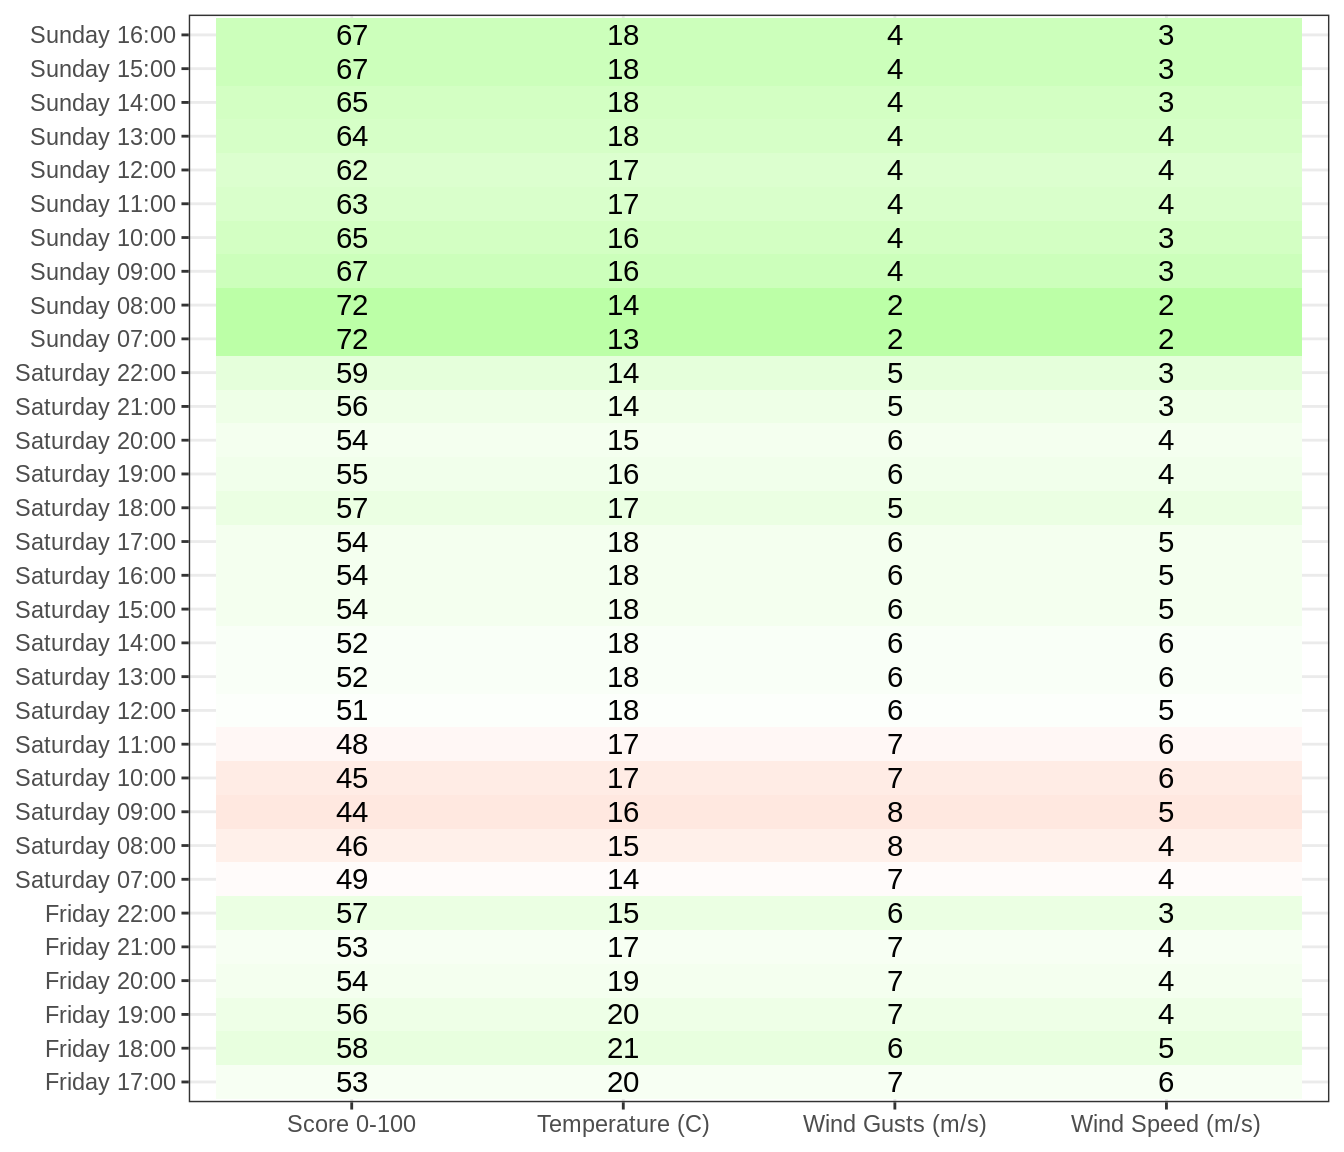 Sunday 16:00 67 18 4 3
Sunday 15:00 67 18 4 3
Sunday 14:00 65 18 4 3
Sunday 13:00 64 18 4 4
Sunday 12:00 62 17 4 4
Sunday 11:00 63 17 4 4
Sunday 10:00 65 16 4 3
Sunday 09:00 67 16 4 3
Sunday 08:00 72 14 2 2
Sunday 07:00 72 13 2 2
Saturday 22:00 59 14 5 3
Saturday 21:00 56 14 5 3
Saturday 20:00 54 15 6 4
Saturday 19:00 55 16 6 4
Saturday 18:00 57 17 5 4
Saturday 17:00 54 18 6 5
Saturday 16:00 54 18 6 5
Saturday 15:00 54 18 6 5
Saturday 14:00 52 18 6 6
Saturday 13:00 52 18 6 6
Saturday 12:00 51 18 6 5
Saturday 11:00 48 17 7 6
Saturday 10:00 45 17 7 6
Saturday 09:00 44 16 8 5
Saturday 08:00 46 15 8 4
Saturday 07:00 49 14 7 4
Friday 22:00 57 15 6 3
Friday 21:00 53 17 7 4
Friday 20:00 54 19 7 4
Friday 19:00 56 20 7 4
Friday 18:00 58 21 6 5
Friday 17:00 53 20 7 6
Score 0-100 Temperature (C) Wind Gusts (m/s) Wind Speed (m/s)